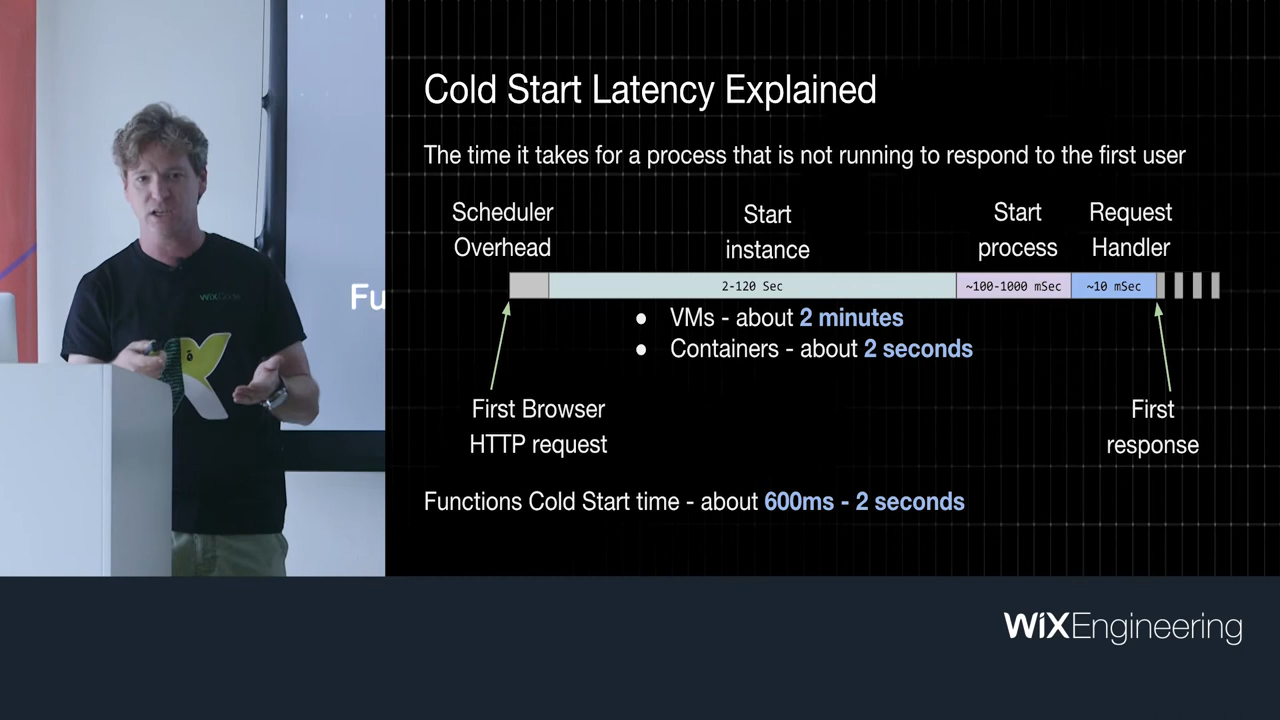 Cold Start Latency Explained
The time it takes for a process that is not running to respond to the first user
Scheduler
Overhead
Start
instance
Start
process
Request
Handler
2-120 Sec
~100-1000 mSec
~10 mSec
● VMs - about 2 minutes
● Containers - about 2 seconds
First Browser
HTTP request
First
response
Functions Cold Start time - about 600ms - 2 seconds
Fu
WiXCode
WiXEngineering